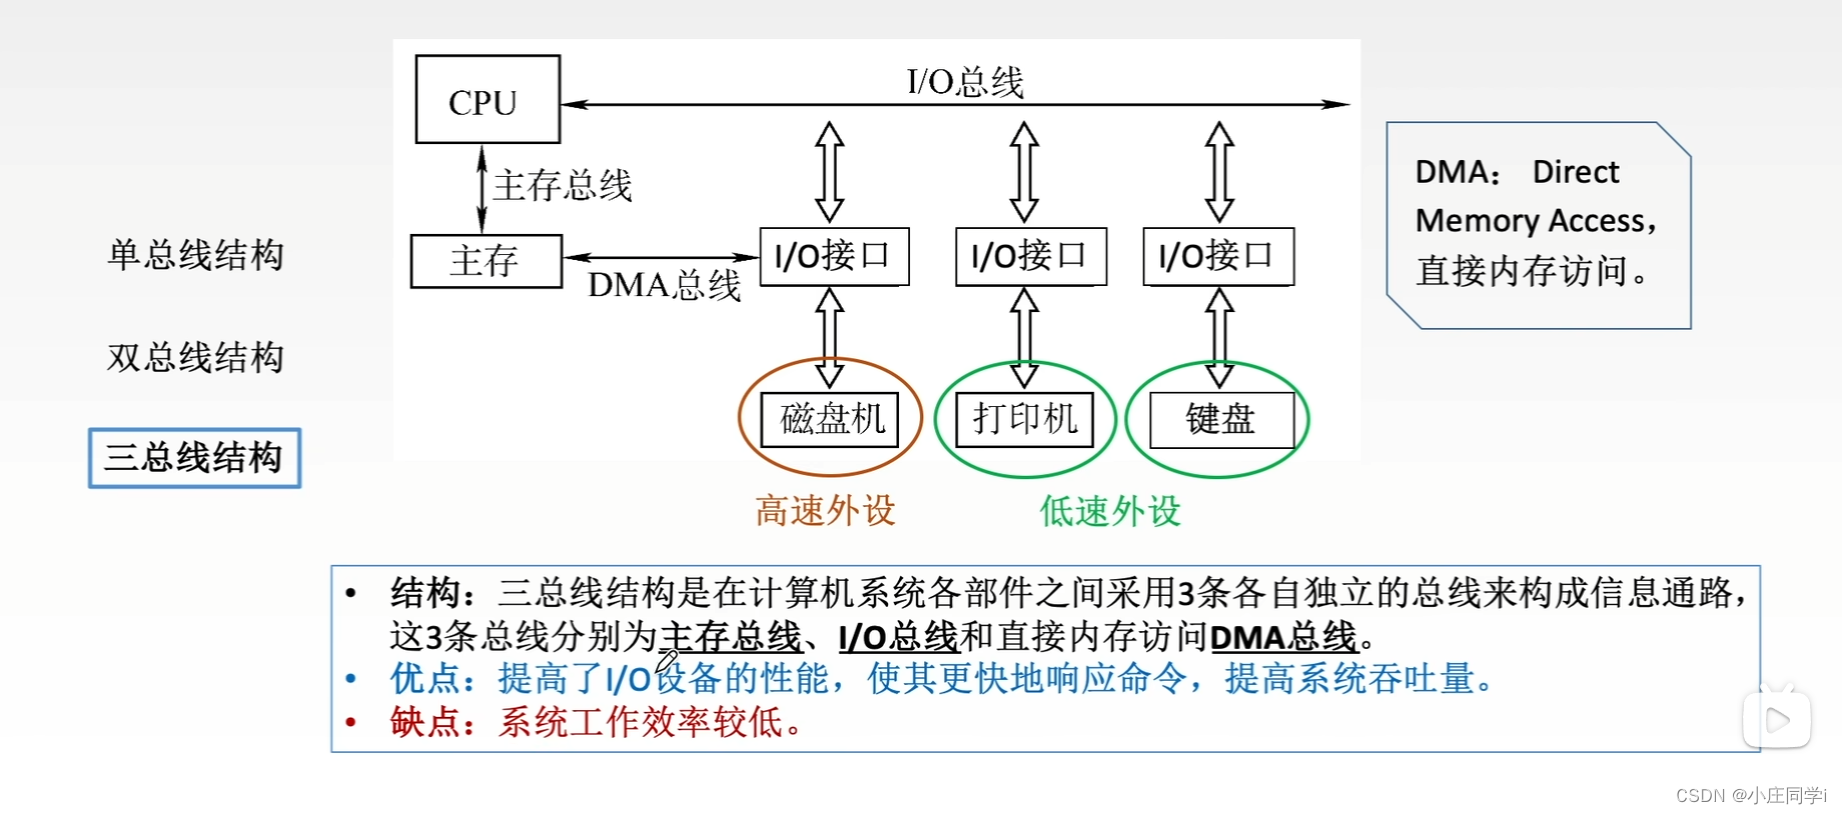 CPU
I/O总线
主存总线
主存
DMA总线
I/O接口
I/O接口
I/O接口
磁盘机
打印机
键盘
高速外设
低速外设
DMA： Direct
Memory Access，
直接内存访问。
单总线结构
双总线结构
三总线结构
• 结构：三总线结构是在计算机系统各部件之间采用3条各自独立的总线来构成信息通路，
这3条总线分别为主存总线、I/O总线和直接内存访问DMA总线。
• 优点：提高了I/O设备的性能，使其更快地响应命令，提高系统吞吐量。
• 缺点：系统工作效率较低。
CSDN @小庄同学i